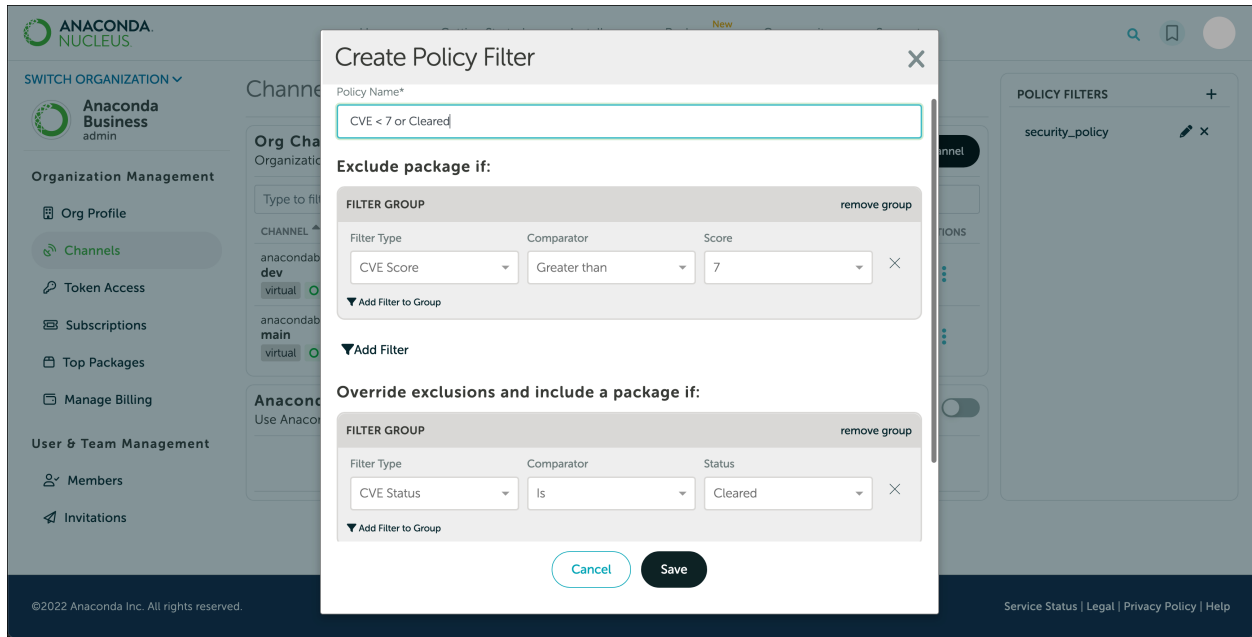 ANACONDA.
NUCLEUS.
New
SWITCH ORGANIZATION
Anaconda
Business
admin
Organization Management
Org Profile
Channels
Token Access
Subscriptions
Top Packages
Manage Billing
User & Team Management
Members
Invitations
Channe
Org Cha
Organizatic
Type to filt
CHANNEL
anacondab
dev
virtual
anacondab
main
virtual
Anacond
Use Anacor
Create Policy Filter
Policy Name*
CVE < 7 or Cleared
Exclude package if:
FILTER GROUP remove group
Filter Type Comparator Score
CVE Score Greater than 7
Add Filter to Group
Add Filter
Override exclusions and include a package if:
FILTER GROUP remove group
Filter Type Comparator Status
CVE Status Is Cleared
Add Filter to Group
Cancel Save
annel
IONS
POLICY FILTERS +
security_policy
©2022 Anaconda Inc. All rights reserved.
Service Status | Legal | Privacy Policy | Help